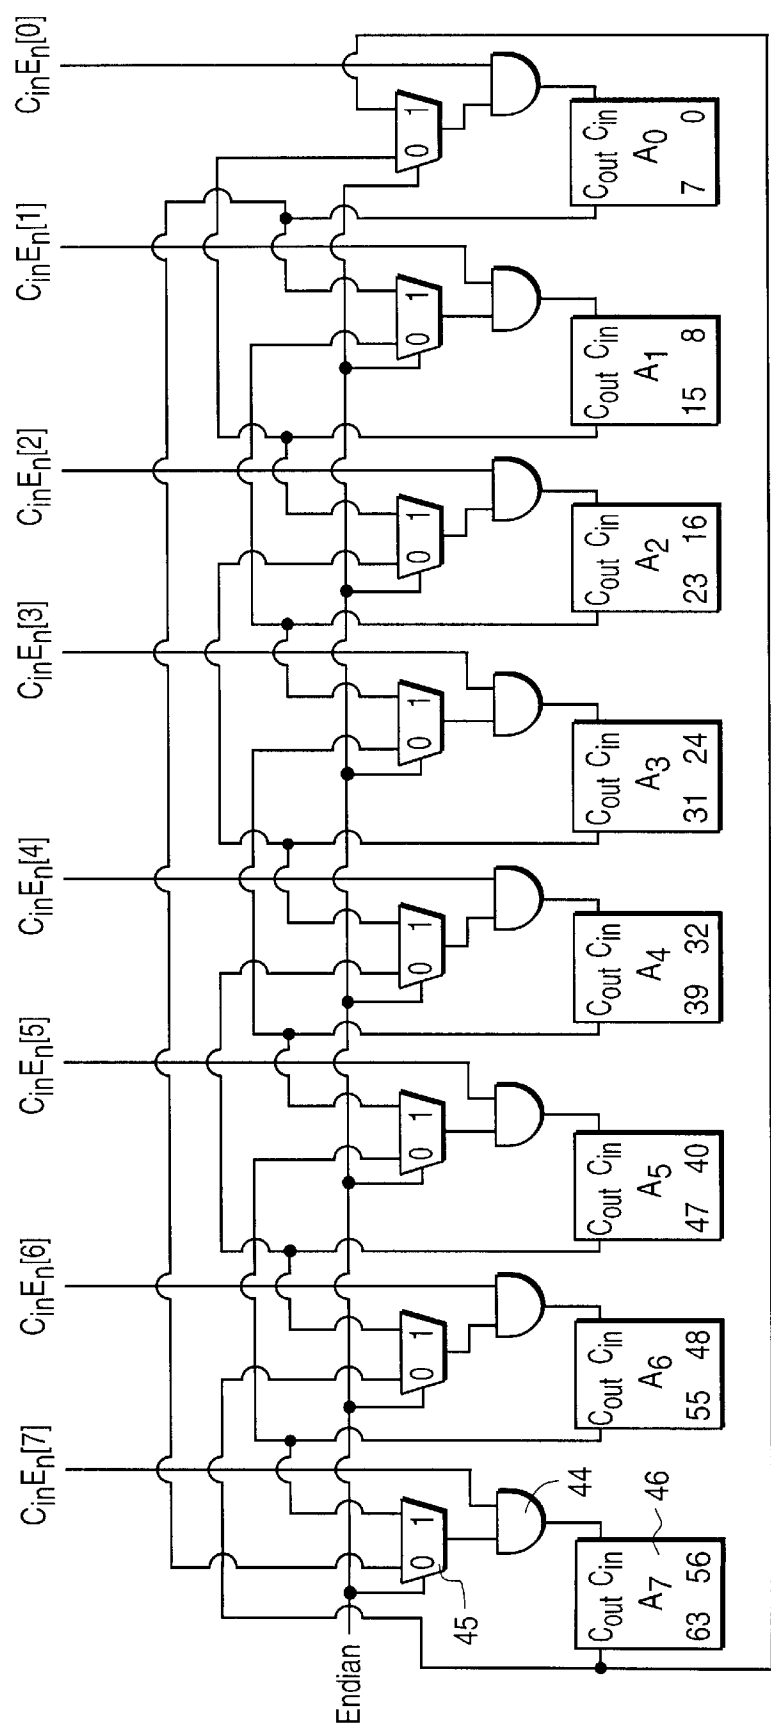 CinEn[7] CinEn[6] CinEn[5] CinEn[4] CinEn[3] CinEn[2] CinEn[1] CinEn[0]
Endian
0 1 0 1 0 1 0 1 0 1 0 1 0 1 0 1
45
44
46
Cout Cin Cout Cin Cout Cin Cout Cin Cout Cin Cout Cin Cout Cin Cout Cin
A7 A6 A5 A4 A3 A2 A1 A0
63 56 55 48 47 40 39 32 31 24 23 16 15 8 7 0